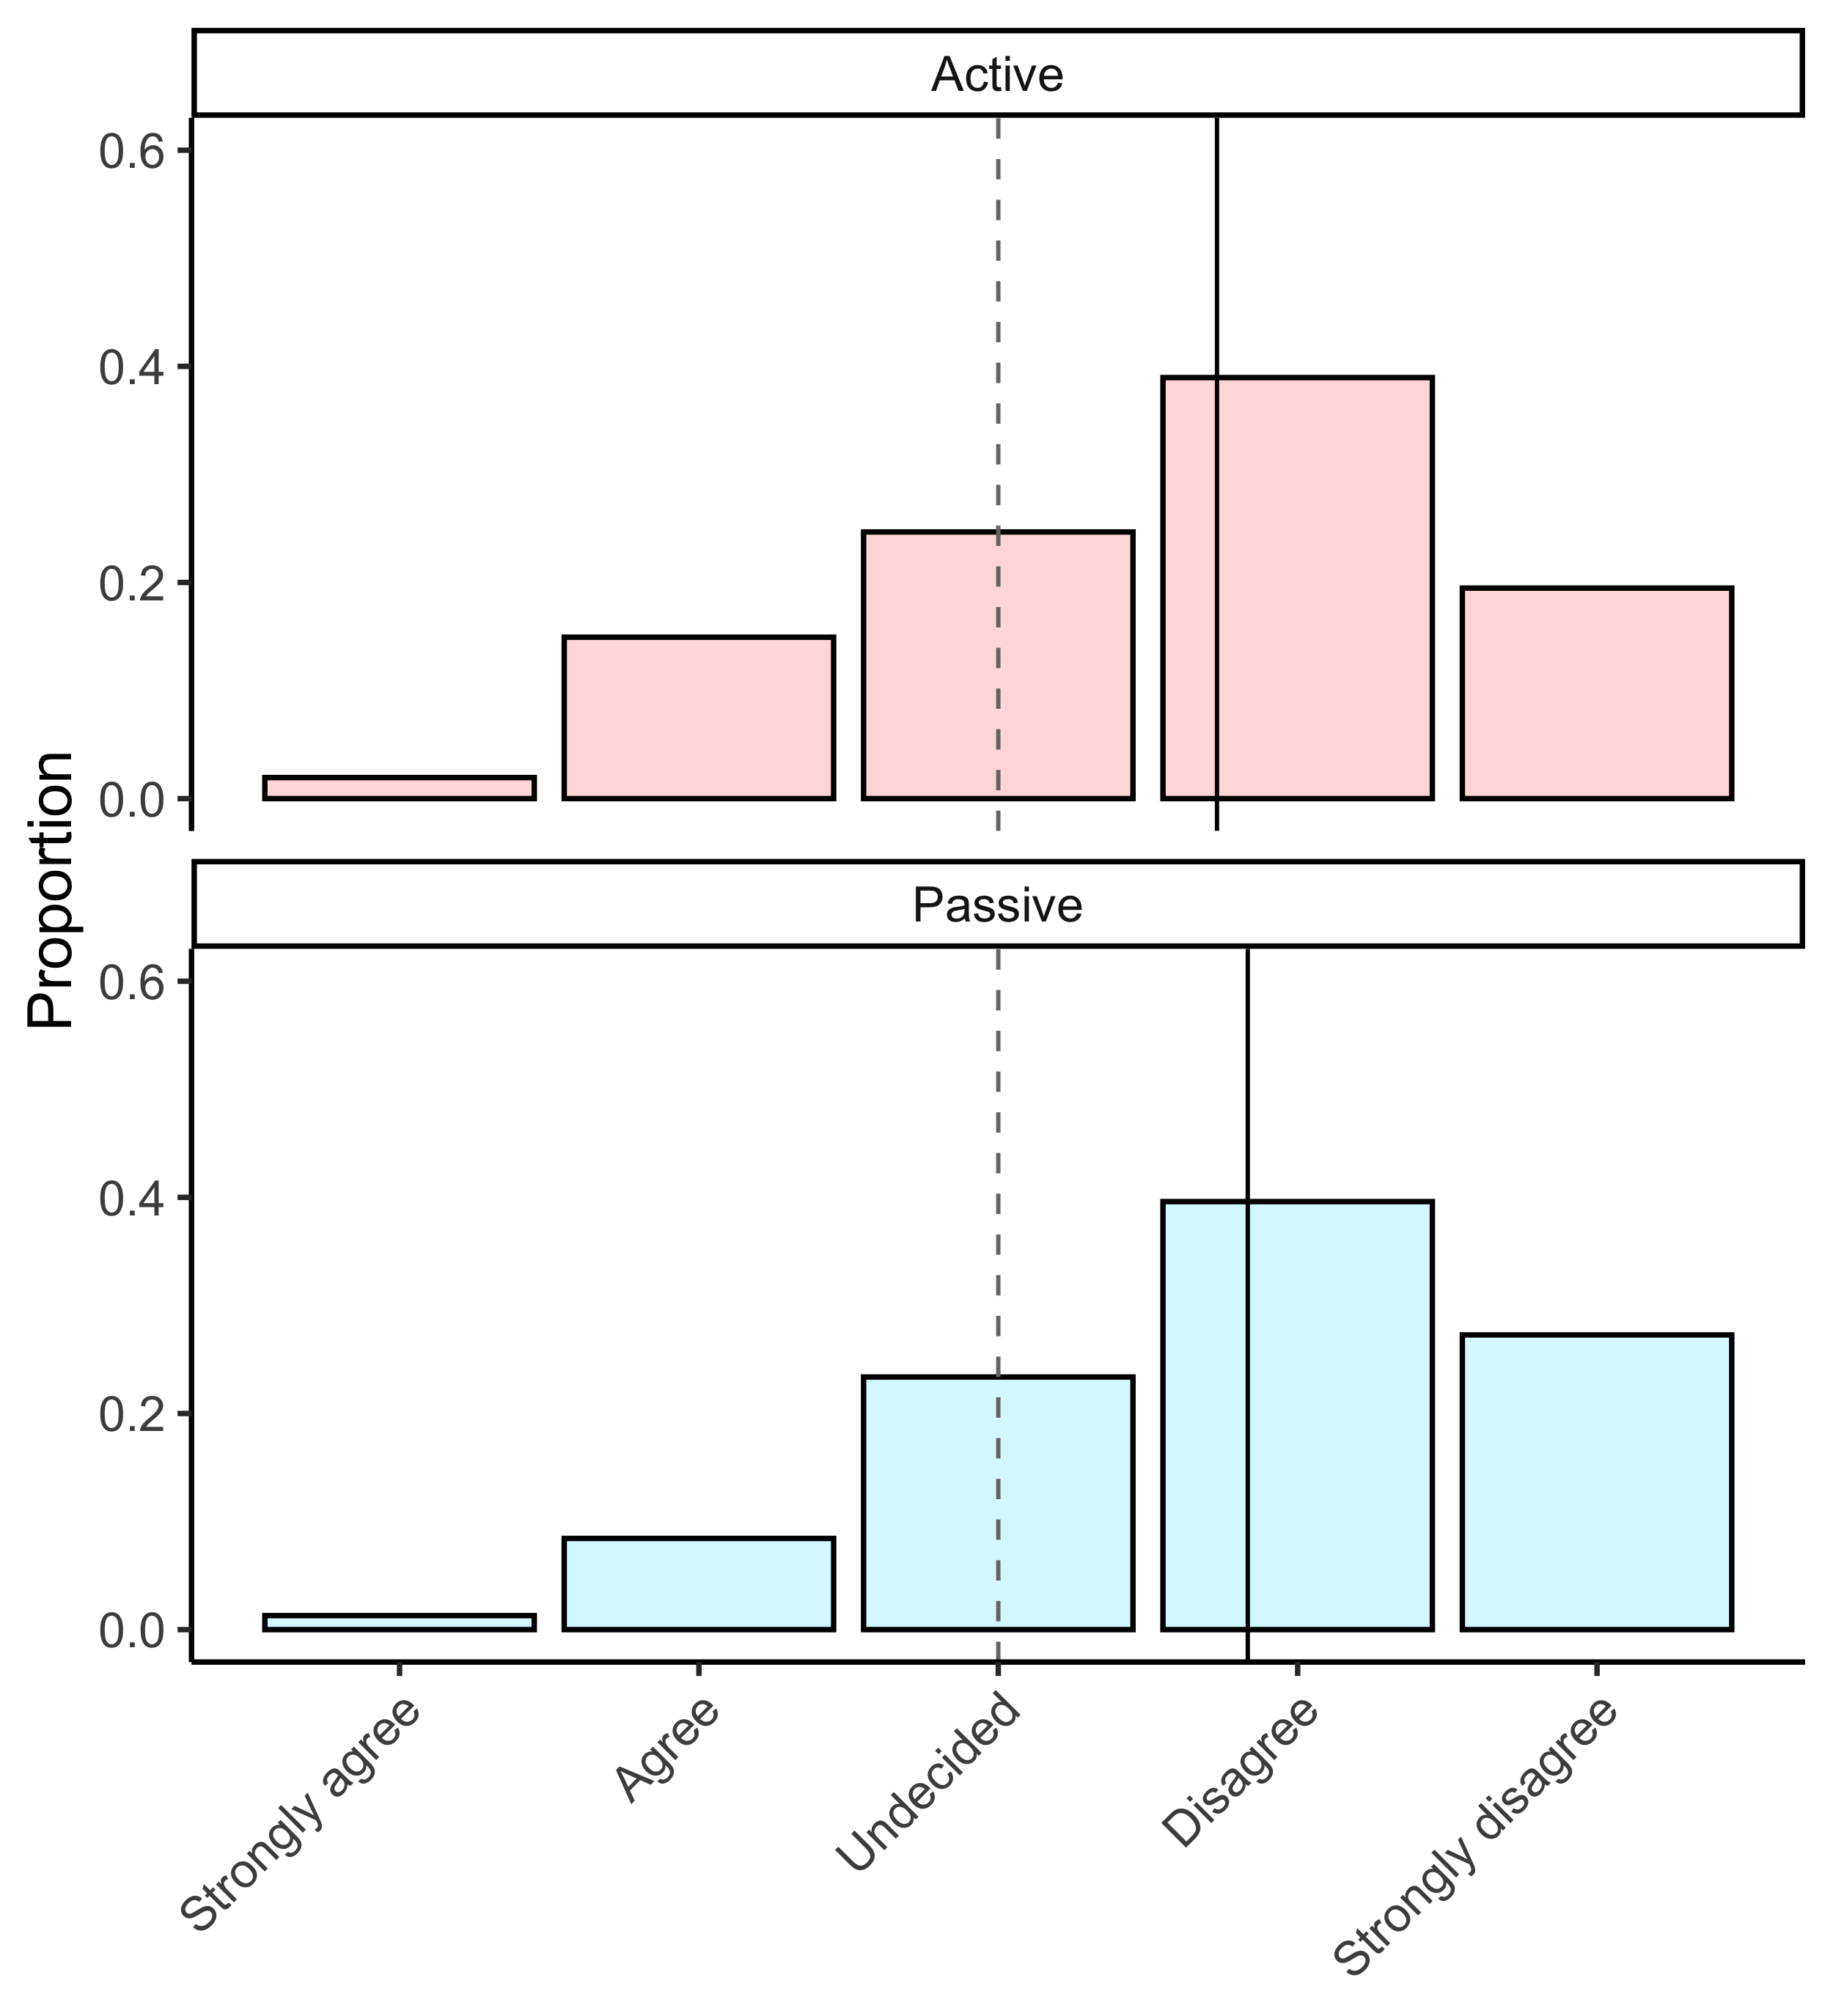 Active
0.6
0.4
0.2
0.0
Proportion
Passive
0.6
0.4
0.2
0.0
Strongly agree
Agree
Undecided
Disagree
Strongly disagree